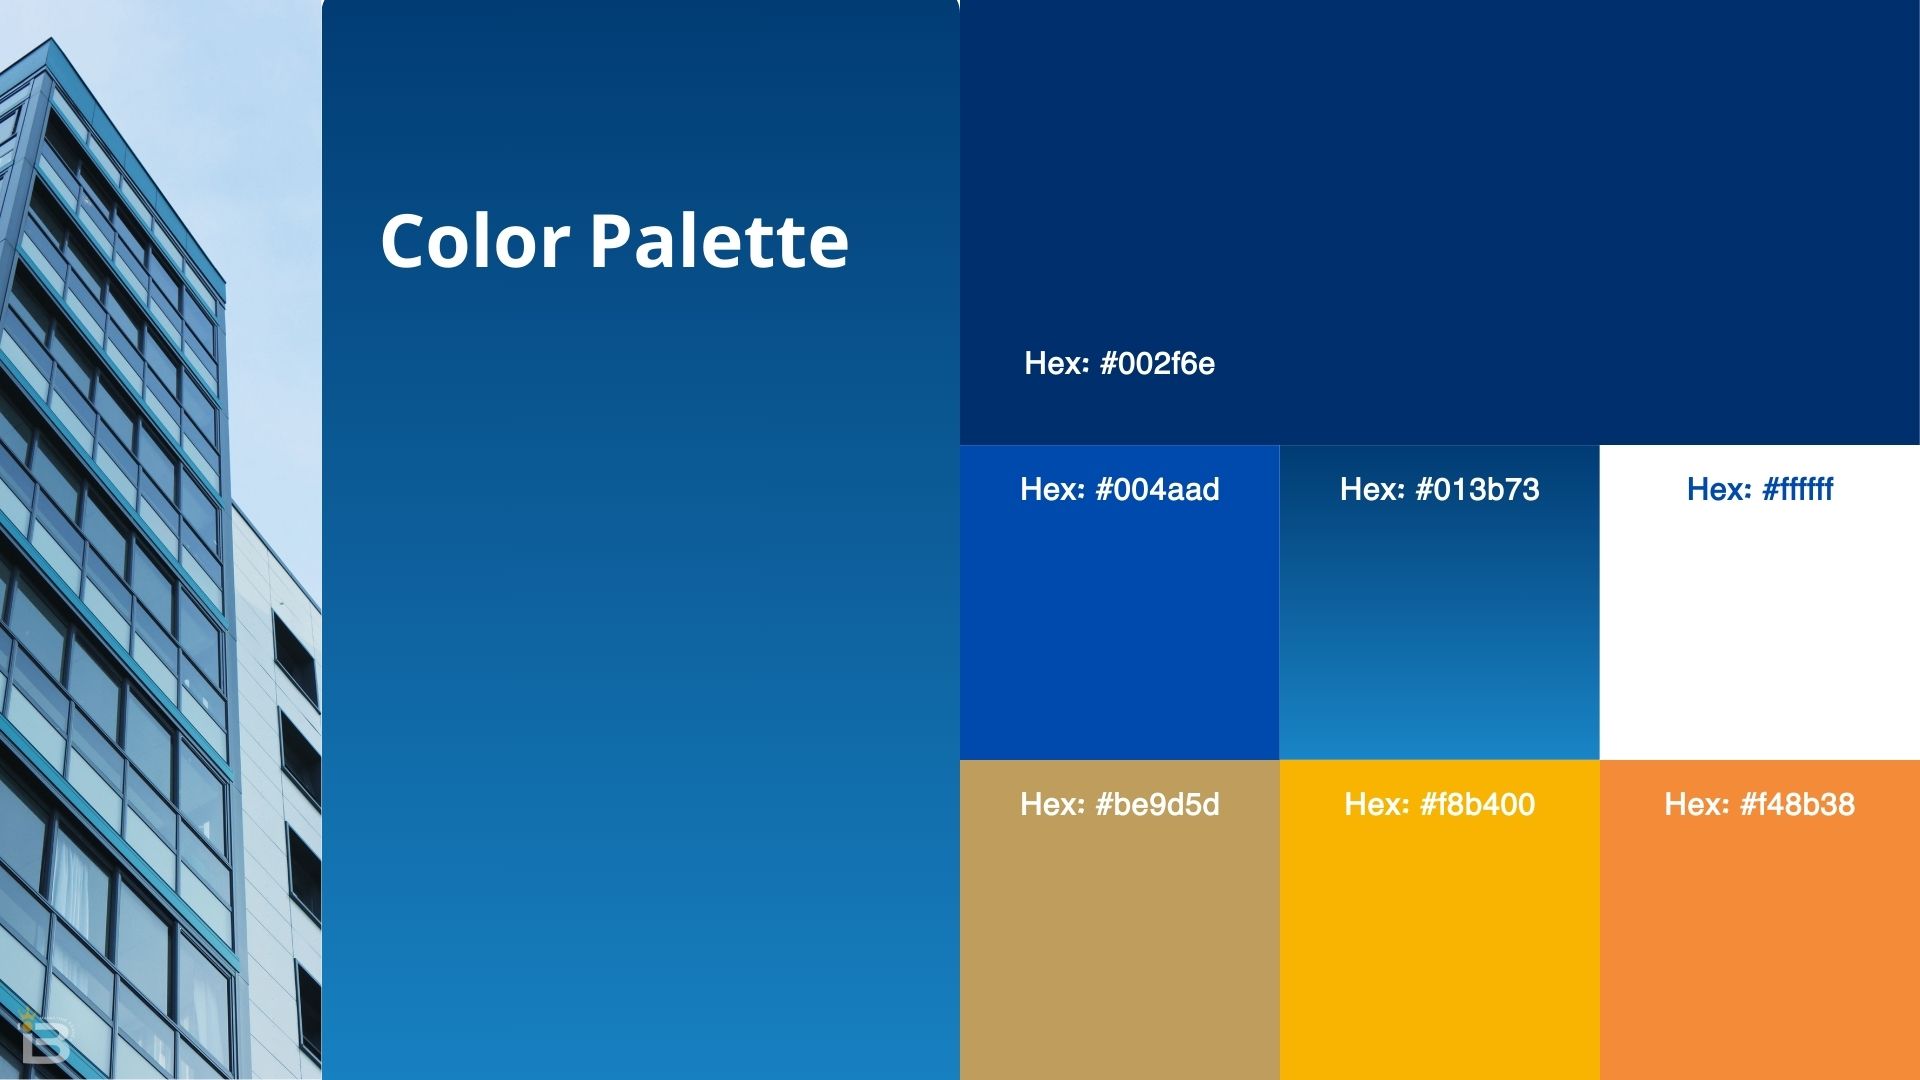 Color Palette
Hex: #002f6e
Hex: #004aad
Hex: #013b73
Hex: #ffffff
Hex: #be9d5d
Hex: #f8b400
Hex: #f48b38
B